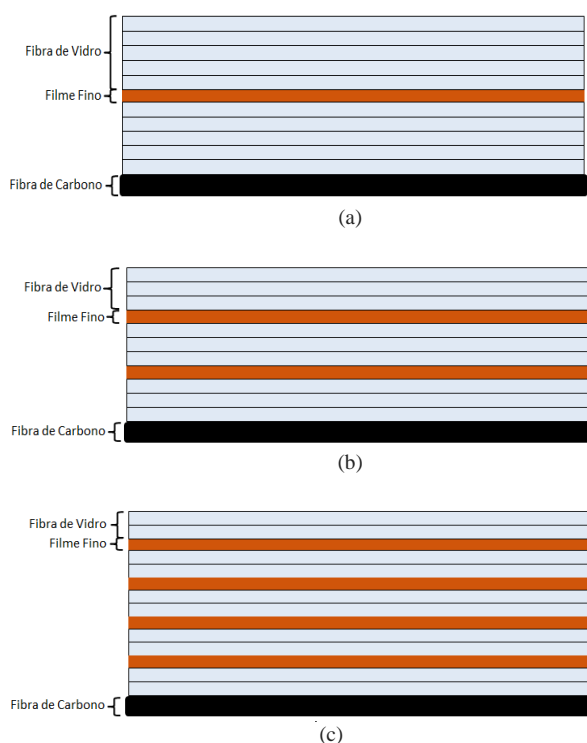 Fibra de Vidro
Filme Fino
Fibra de Carbono
(a)
Fibra de Vidro
Filme Fino
Fibra de Carbono
(b)
Fibra de Vidro
Filme Fino
Fibra de Carbono
(c)